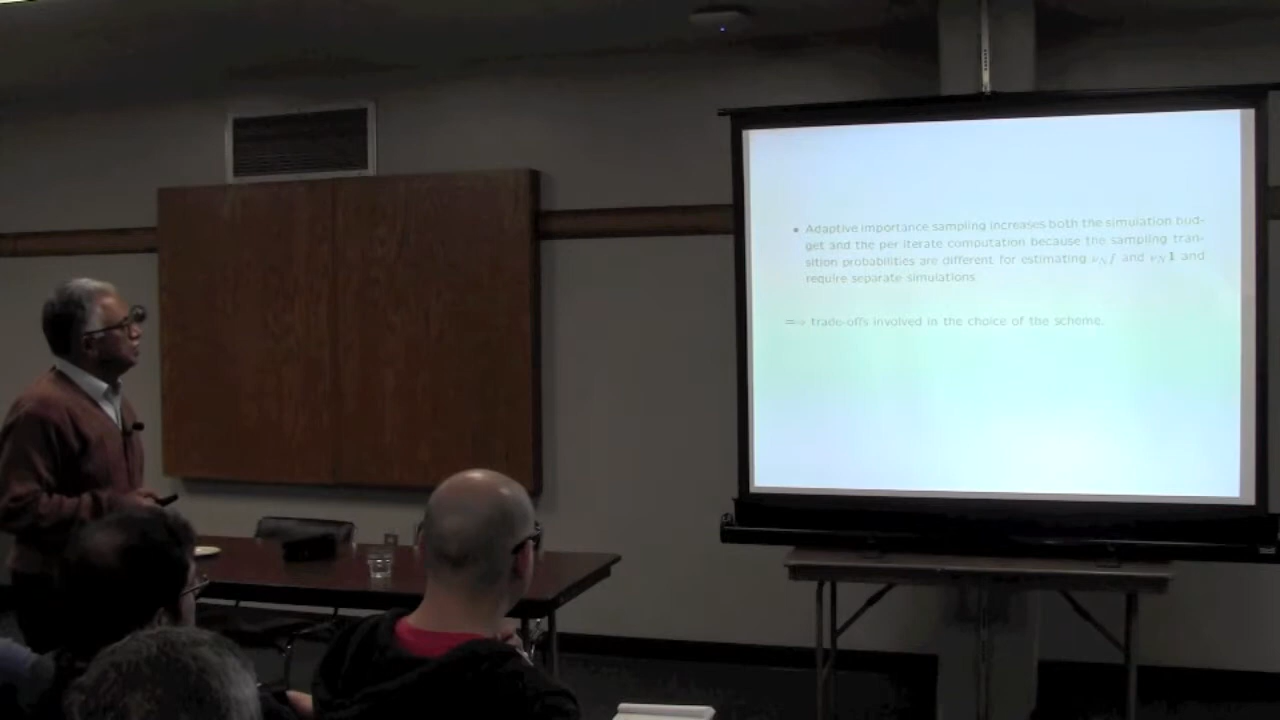 • Adaptive importance sampling increases both the simulation bud-
get and the per iterate computation because the sampling tran-
sition probabilities are different for estimating νNf and νN1 and
require separate simulations
⟹ trade-offs involved in the choice of the scheme.